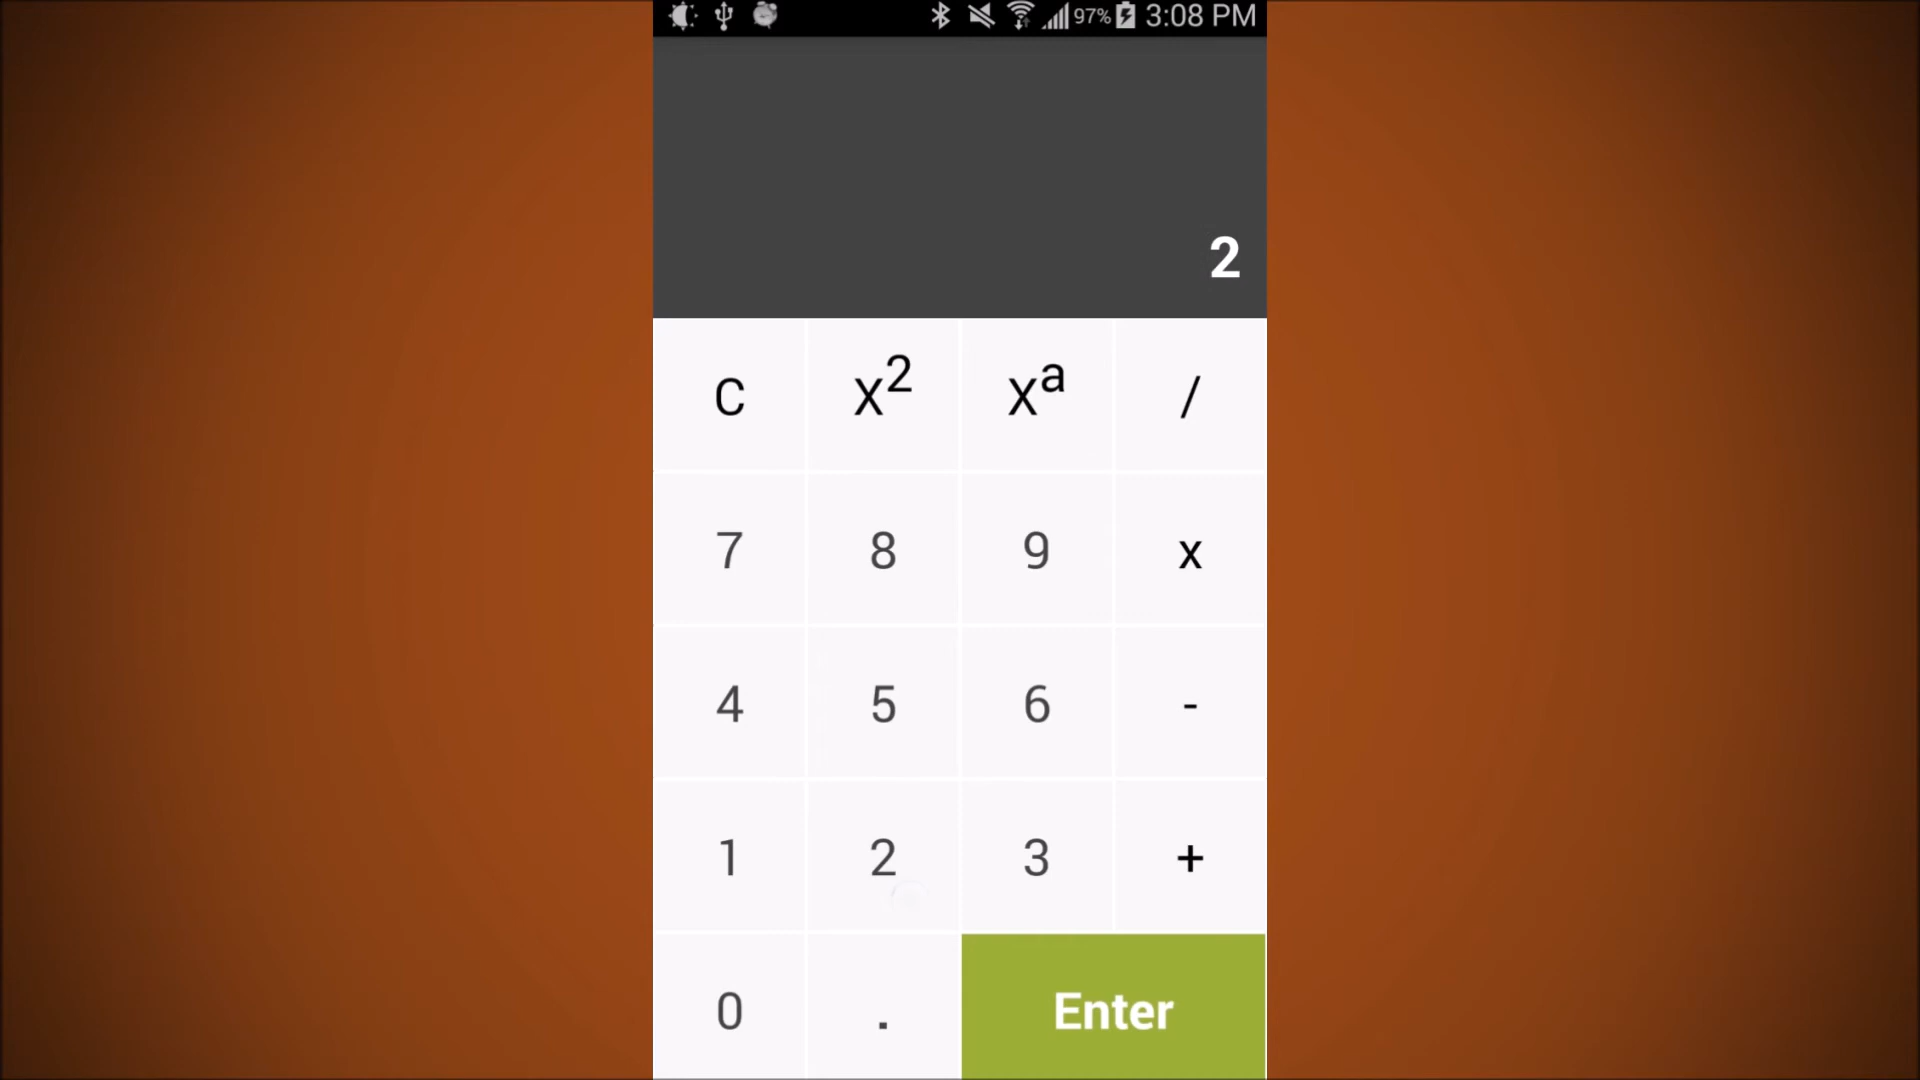 97% 3:08 PM
2
C X² Xᵃ /
7 8 9 x
4 5 6 -
1 2 3 +
0 . Enter